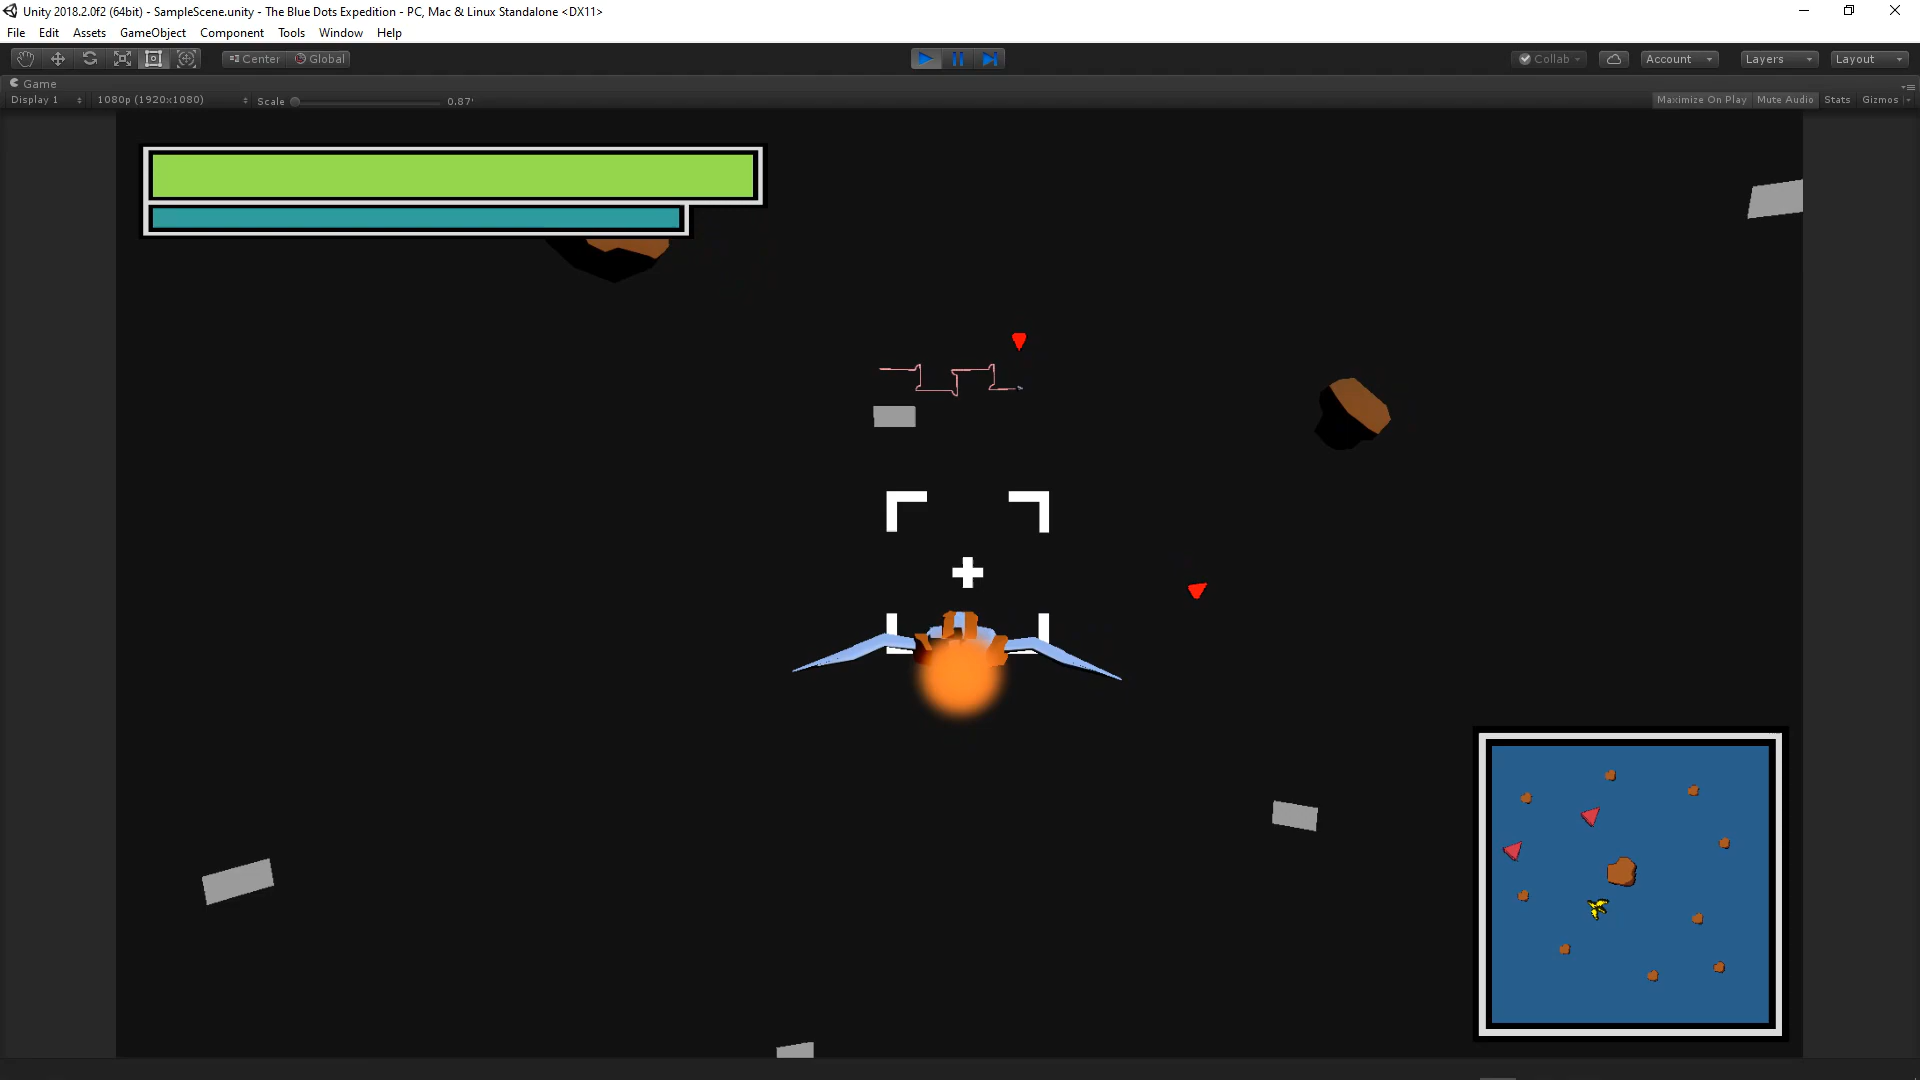 Unity 2018.2.0f2 (64bit) - SampleScene.unity - The Blue Dots Expedition - PC, Mac & Linux Standalone <DX11>
File Edit Assets GameObject Component Tools Window Help
Center Global Collab Account Layers Layout
Game
Display 1 1080p (1920x1080) Scale 0.87" Maximize On Play Mute Audio Stats Gizmos